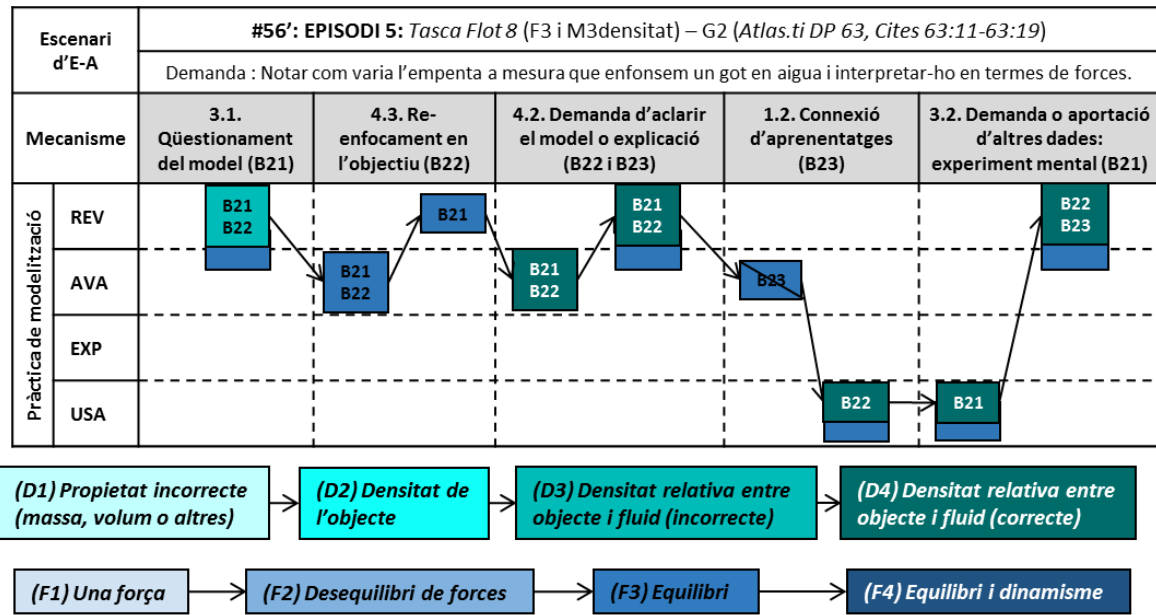 Escenari
d’E-A
#56’: EPISODI 5: Tasca Flot 8 (F3 i M3densitat) – G2 (Atlas.ti DP 63, Cites 63:11-63:19)
Demanda : Notar com varia l’empenta a mesura que enfonsem un got en aigua i interpretar-ho en termes de forces.
Mecanisme
3.1.
Qüestionament
del model (B21)
4.3. Re-
enfocament en
l’objectiu (B22)
4.2. Demanda d’aclarir
el model o explicació
(B22 i B23)
1.2. Connexió
d’aprenentatges
(B23)
3.2. Demanda o aportació
d’altres dades:
experiment mental (B21)
Pràctica de modelització
REV
B21
B22
B21
B21
B22
B22
B23
AVA
B21
B22
B21
B22
B23
EXP
USA
B22
B21
(D1) Propietat incorrecte
(massa, volum o altres)
(D2) Densitat de
l’objecte
(D3) Densitat relativa entre
objecte i fluid (incorrecte)
(D4) Densitat relativa entre
objecte i fluid (correcte)
(F1) Una força
(F2) Desequilibri de forces
(F3) Equilibri
(F4) Equilibri i dinamisme